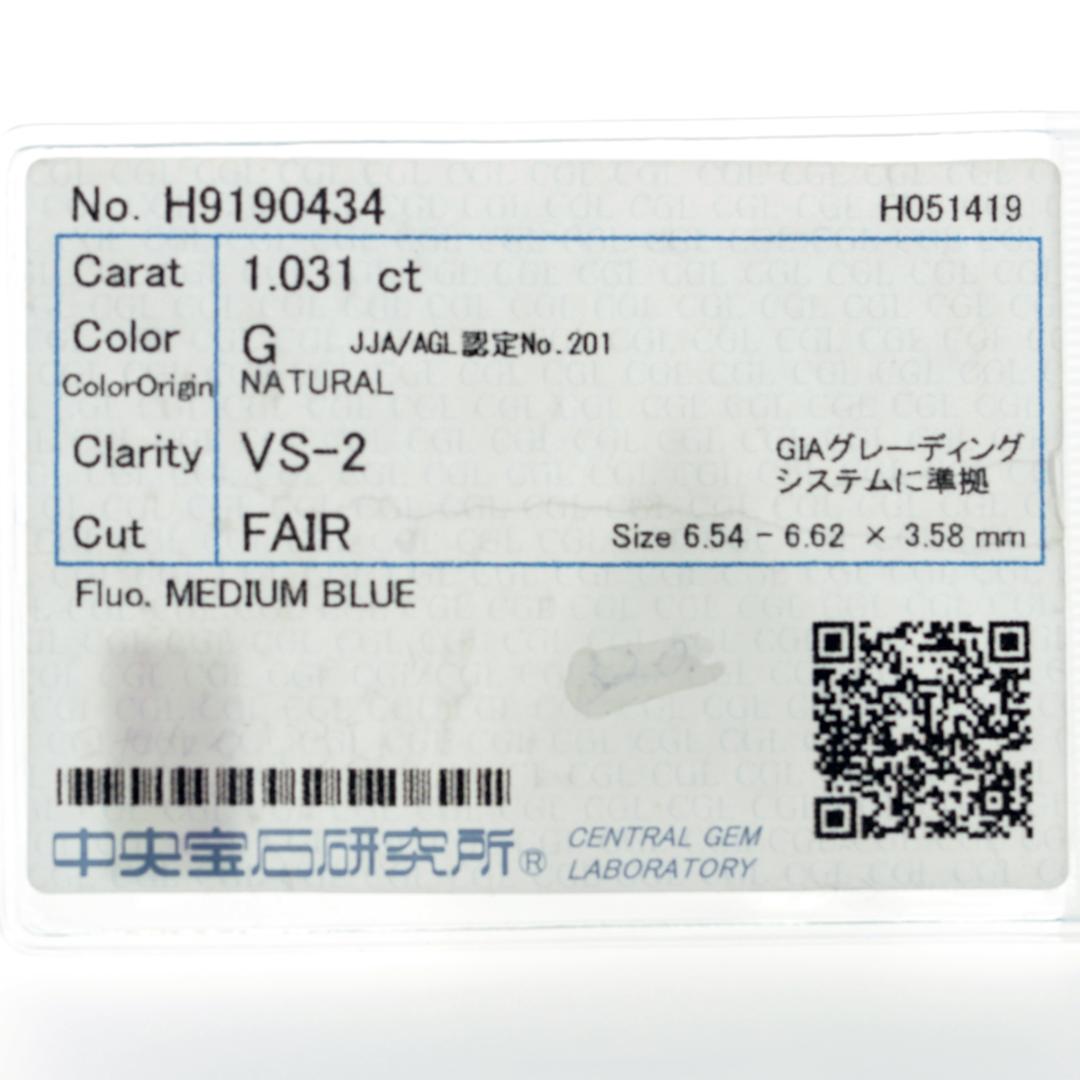 No. H9190434 H051419
Carat 1.031 ct
Color G JJA/AGL認定No.201
ColorOrigin NATURAL
Clarity VS-2 GIAグレーディング
システムに準拠
Cut FAIR Size 6.54 - 6.62 × 3.58 mm
Fluo. MEDIUM BLUE
中央宝石研究所® CENTRAL GEM
LABORATORY